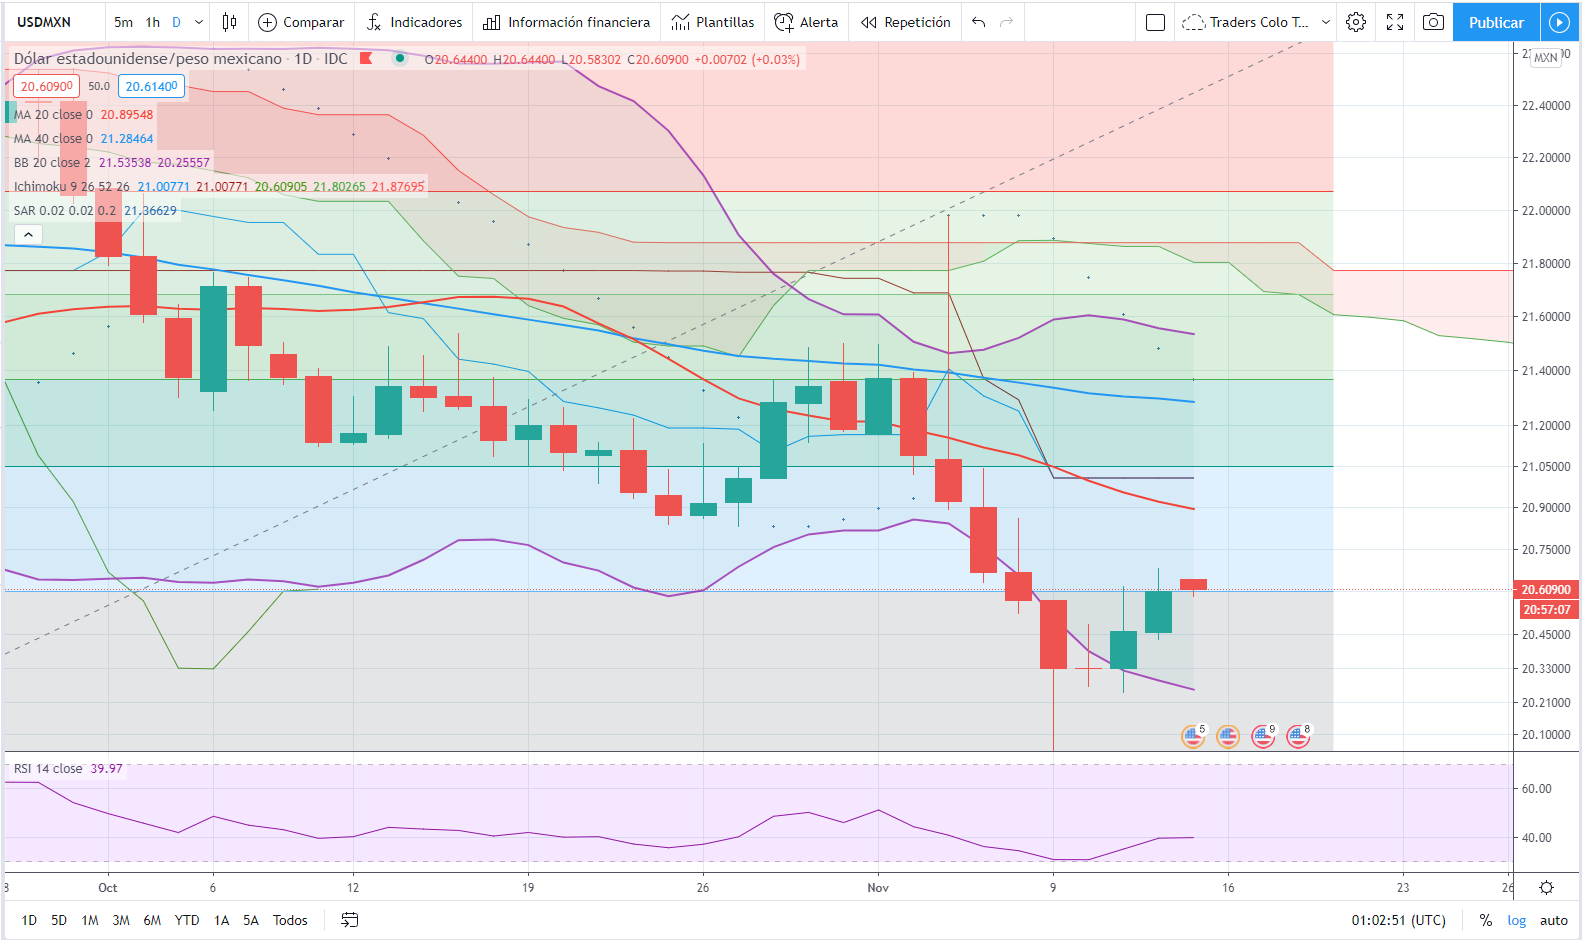 USDMXN 5m 1h D Comparar Indicadores Información financiera Plantillas Alerta Repetición Traders Colo T... Publicar
Dólar estadounidense/peso mexicano · 1D · IDC O20.64400 H20.64400 L20.58302 C20.60900 +0.00702 (+0.03%)
MXN
20.60900 50.0 20.61400
MA 20 close 0 20.89548
MA 40 close 0 21.28464
BB 20 close 2 21.53538 20.25557
Ichimoku 9 26 52 26 21.00771 21.00771 20.60905 21.80265 21.87695
SAR 0.02 0.02 0.2 21.36629
22.40000
22.20000
22.00000
21.80000
21.60000
21.40000
21.20000
21.05000
20.90000
20.75000
20.60900
20:57:07
20.45000
20.33000
20.21000
20.10000
5 9 8
RSI 14 close 39.97
60.00
40.00
Oct 6 12 19 26 Nov 9 16 23 26
1D 5D 1M 3M 6M YTD 1A 5A Todos 01:02:51 (UTC) % log auto